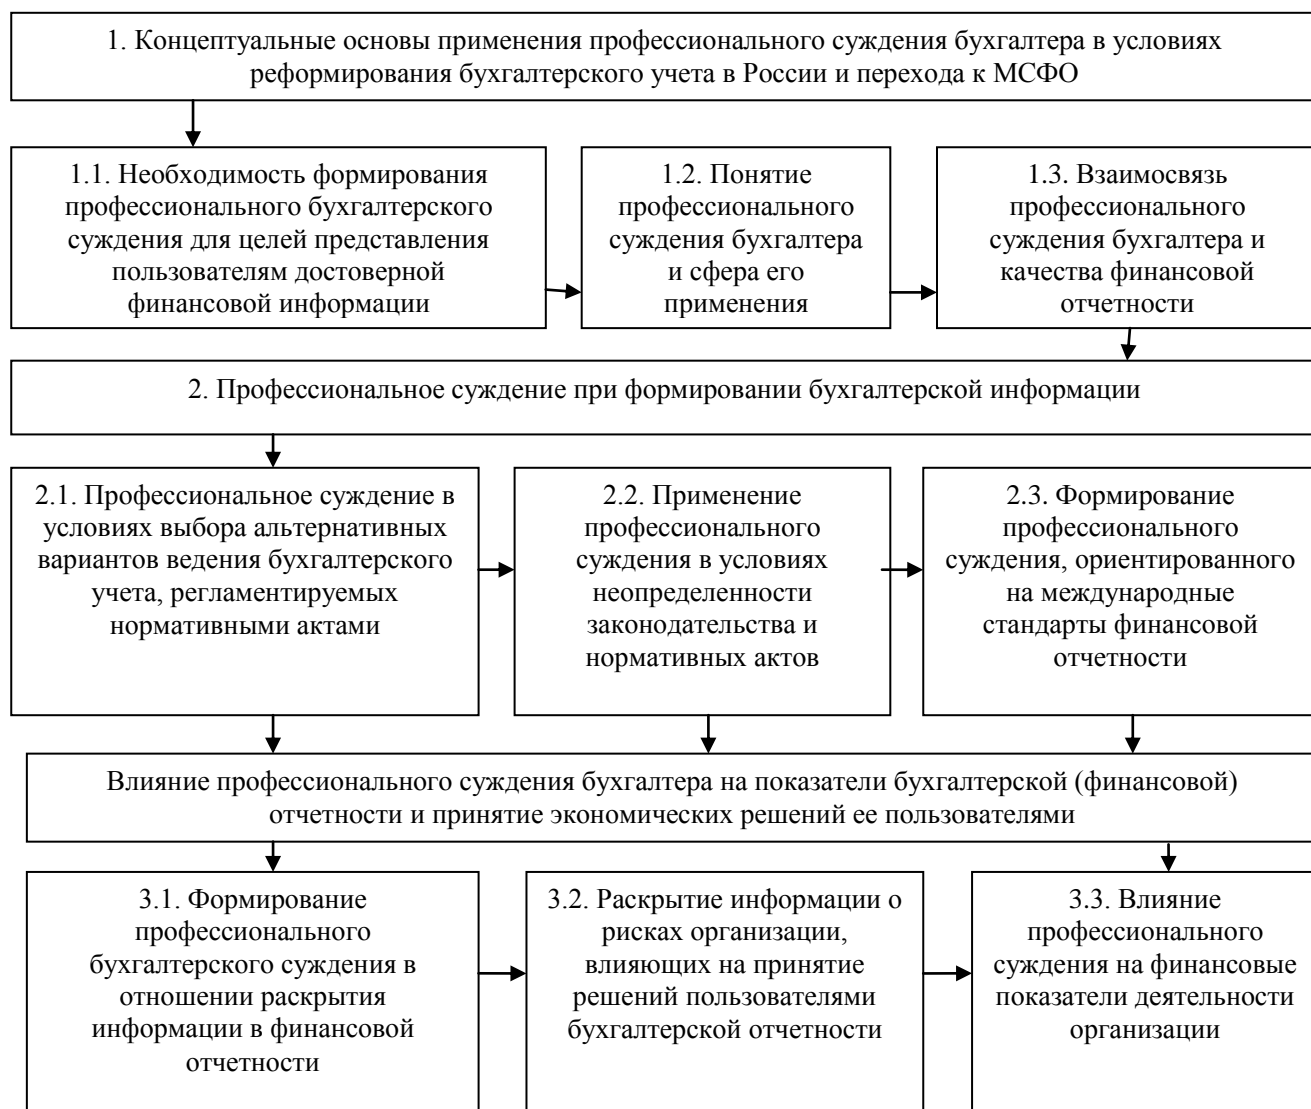 1. Концептуальные основы применения профессионального суждения бухгалтера в условиях
реформирования бухгалтерского учета в России и перехода к МСФО
1.1. Необходимость формирования
профессионального бухгалтерского
суждения для целей представления
пользователям достоверной
финансовой информации
1.2. Понятие
профессионального
суждения бухгалтера
и сфера его
применения
1.3. Взаимосвязь
профессионального
суждения бухгалтера и
качества финансовой
отчетности
2. Профессиональное суждение при формировании бухгалтерской информации
2.1. Профессиональное суждение в
условиях выбора альтернативных
вариантов ведения бухгалтерского
учета, регламентируемых
нормативными актами
2.2. Применение
профессионального
суждения в условиях
неопределенности
законодательства и
нормативных актов
2.3. Формирование
профессионального
суждения, ориентированного
на международные
стандарты финансовой
отчетности
Влияние профессионального суждения бухгалтера на показатели бухгалтерской (финансовой)
отчетности и принятие экономических решений ее пользователями
3.1. Формирование
профессионального
бухгалтерского суждения в
отношении раскрытия
информации в финансовой
отчетности
3.2. Раскрытие информации о
рисках организации,
влияющих на принятие
решений пользователями
бухгалтерской отчетности
3.3. Влияние
профессионального
суждения на финансовые
показатели деятельности
организации